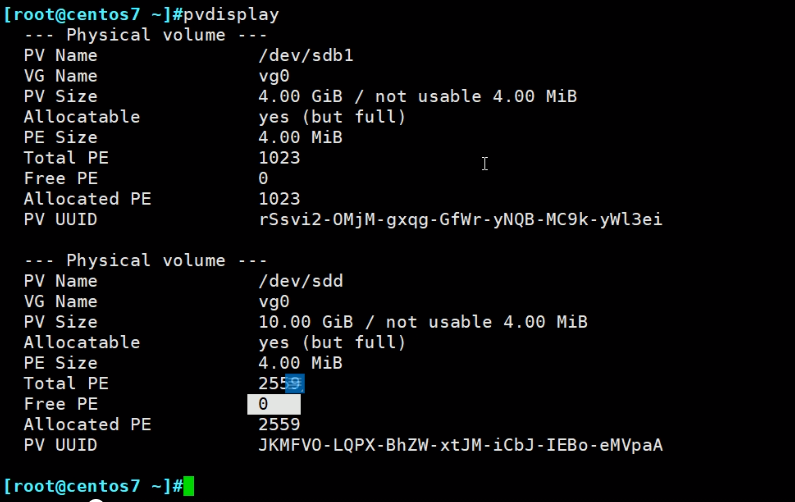 [root@centos7 ~]#pvdisplay
--- Physical volume ---
PV Name /dev/sdb1
VG Name vg0
PV Size 4.00 GiB / not usable 4.00 MiB
Allocatable yes (but full)
PE Size 4.00 MiB
Total PE 1023
Free PE 0
Allocated PE 1023
PV UUID rSsvi2-OMjM-gxqg-GfWr-yNQB-MC9k-yWl3ei
--- Physical volume ---
PV Name /dev/sdd
VG Name vg0
PV Size 10.00 GiB / not usable 4.00 MiB
Allocatable yes (but full)
PE Size 4.00 MiB
Total PE 2559
Free PE 0
Allocated PE 2559
PV UUID JKMFVO-LQPX-BhZW-xtJM-iCbJ-IEBo-eMVpaA
[root@centos7 ~]#